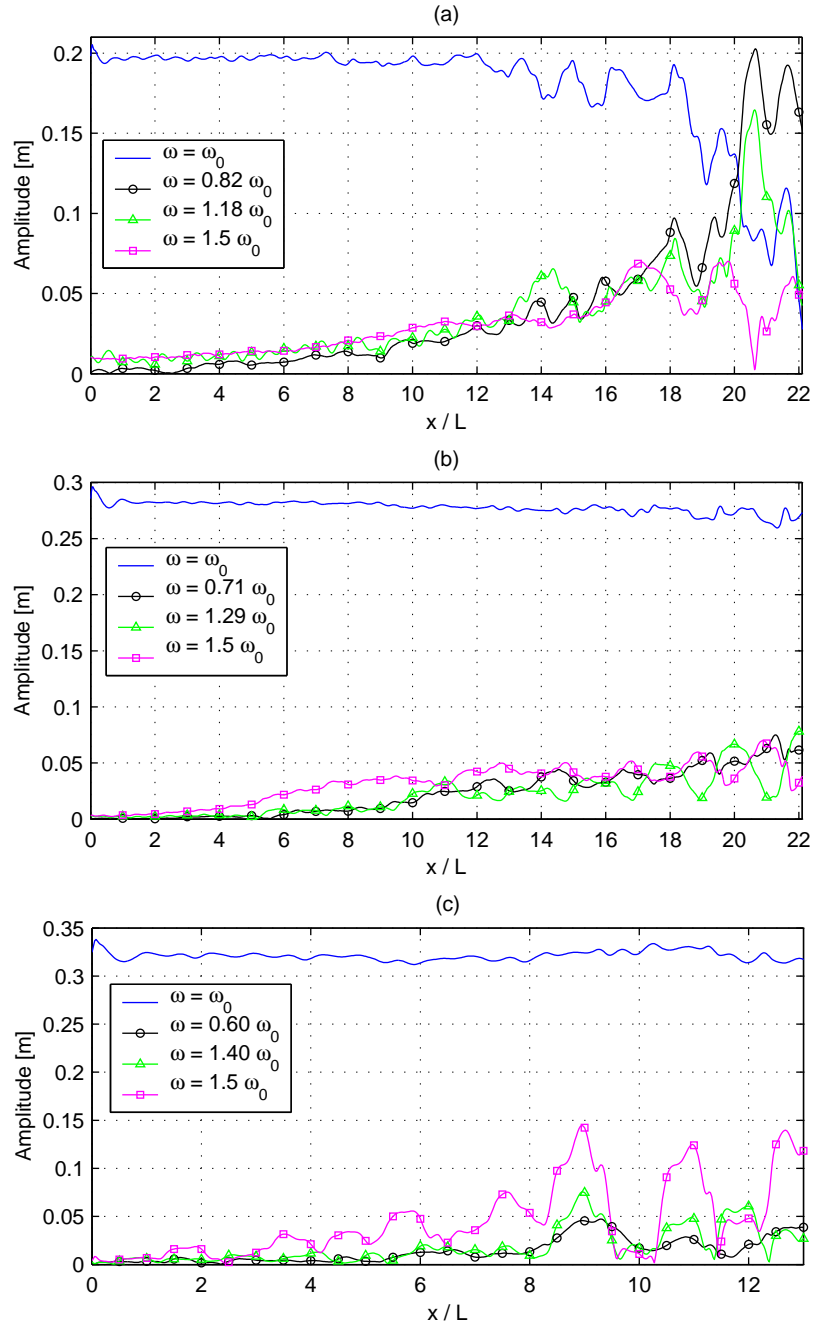 (a)
0.2
0.15
0.1
0.05
0
Amplitude [m]
ω = ω₀
ω = 0.82 ω₀
ω = 1.18 ω₀
ω = 1.5 ω₀
0 2 4 6 8 10 12 14 16 18 20 22
x / L
(b)
0.3
0.25
0.2
0.15
0.1
0.05
0
Amplitude [m]
ω = ω₀
ω = 0.71 ω₀
ω = 1.29 ω₀
ω = 1.5 ω₀
0 2 4 6 8 10 12 14 16 18 20 22
x / L
(c)
0.35
0.3
0.25
0.2
0.15
0.1
0.05
0
Amplitude [m]
ω = ω₀
ω = 0.60 ω₀
ω = 1.40 ω₀
ω = 1.5 ω₀
0 2 4 6 8 10 12
x / L